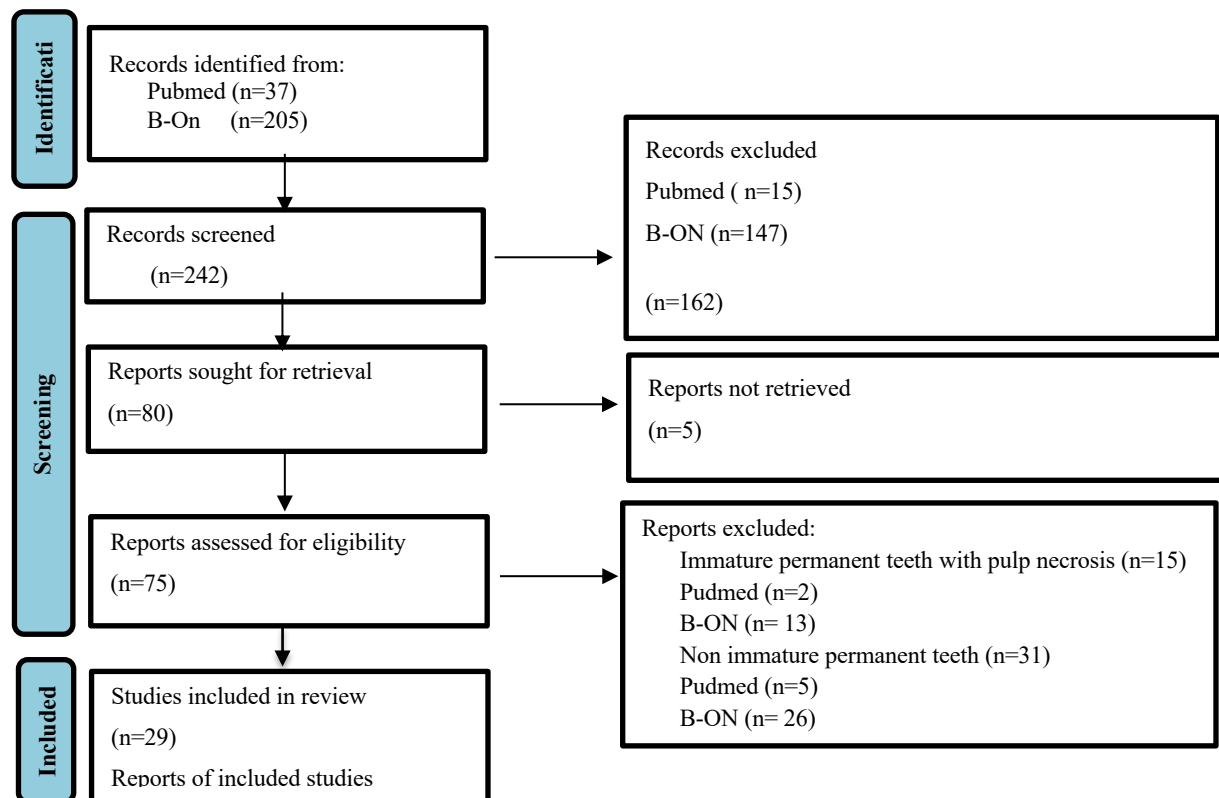 Identificati
Records identified from:
Pubmed (n=37)
B-On (n=205)
Records excluded
Pubmed ( n=15)
B-ON (n=147)
(n=162)
Screening
Records screened
(n=242)
Reports sought for retrieval
(n=80)
Reports not retrieved
(n=5)
Reports assessed for eligibility
(n=75)
Reports excluded:
Immature permanent teeth with pulp necrosis (n=15)
Pudmed (n=2)
B-ON (n= 13)
Non immature permanent teeth (n=31)
Pudmed (n=5)
B-ON (n= 26)
Included
Studies included in review
(n=29)
Reports of included studies